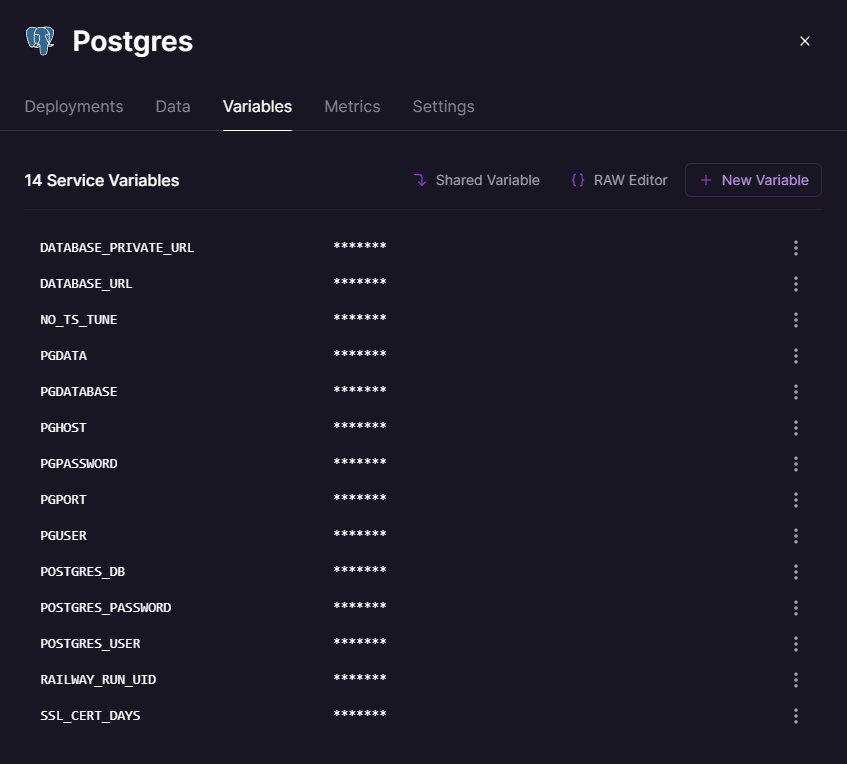 Postgres
Deployments Data Variables Metrics Settings
14 Service Variables Shared Variable {} RAW Editor + New Variable
DATABASE_PRIVATE_URL *******
DATABASE_URL *******
NO_TS_TUNE *******
PGDATA *******
PGDATABASE *******
PGHOST *******
PGPASSWORD *******
PGPORT *******
PGUSER *******
POSTGRES_DB *******
POSTGRES_PASSWORD *******
POSTGRES_USER *******
RAILWAY_RUN_UID *******
SSL_CERT_DAYS *******